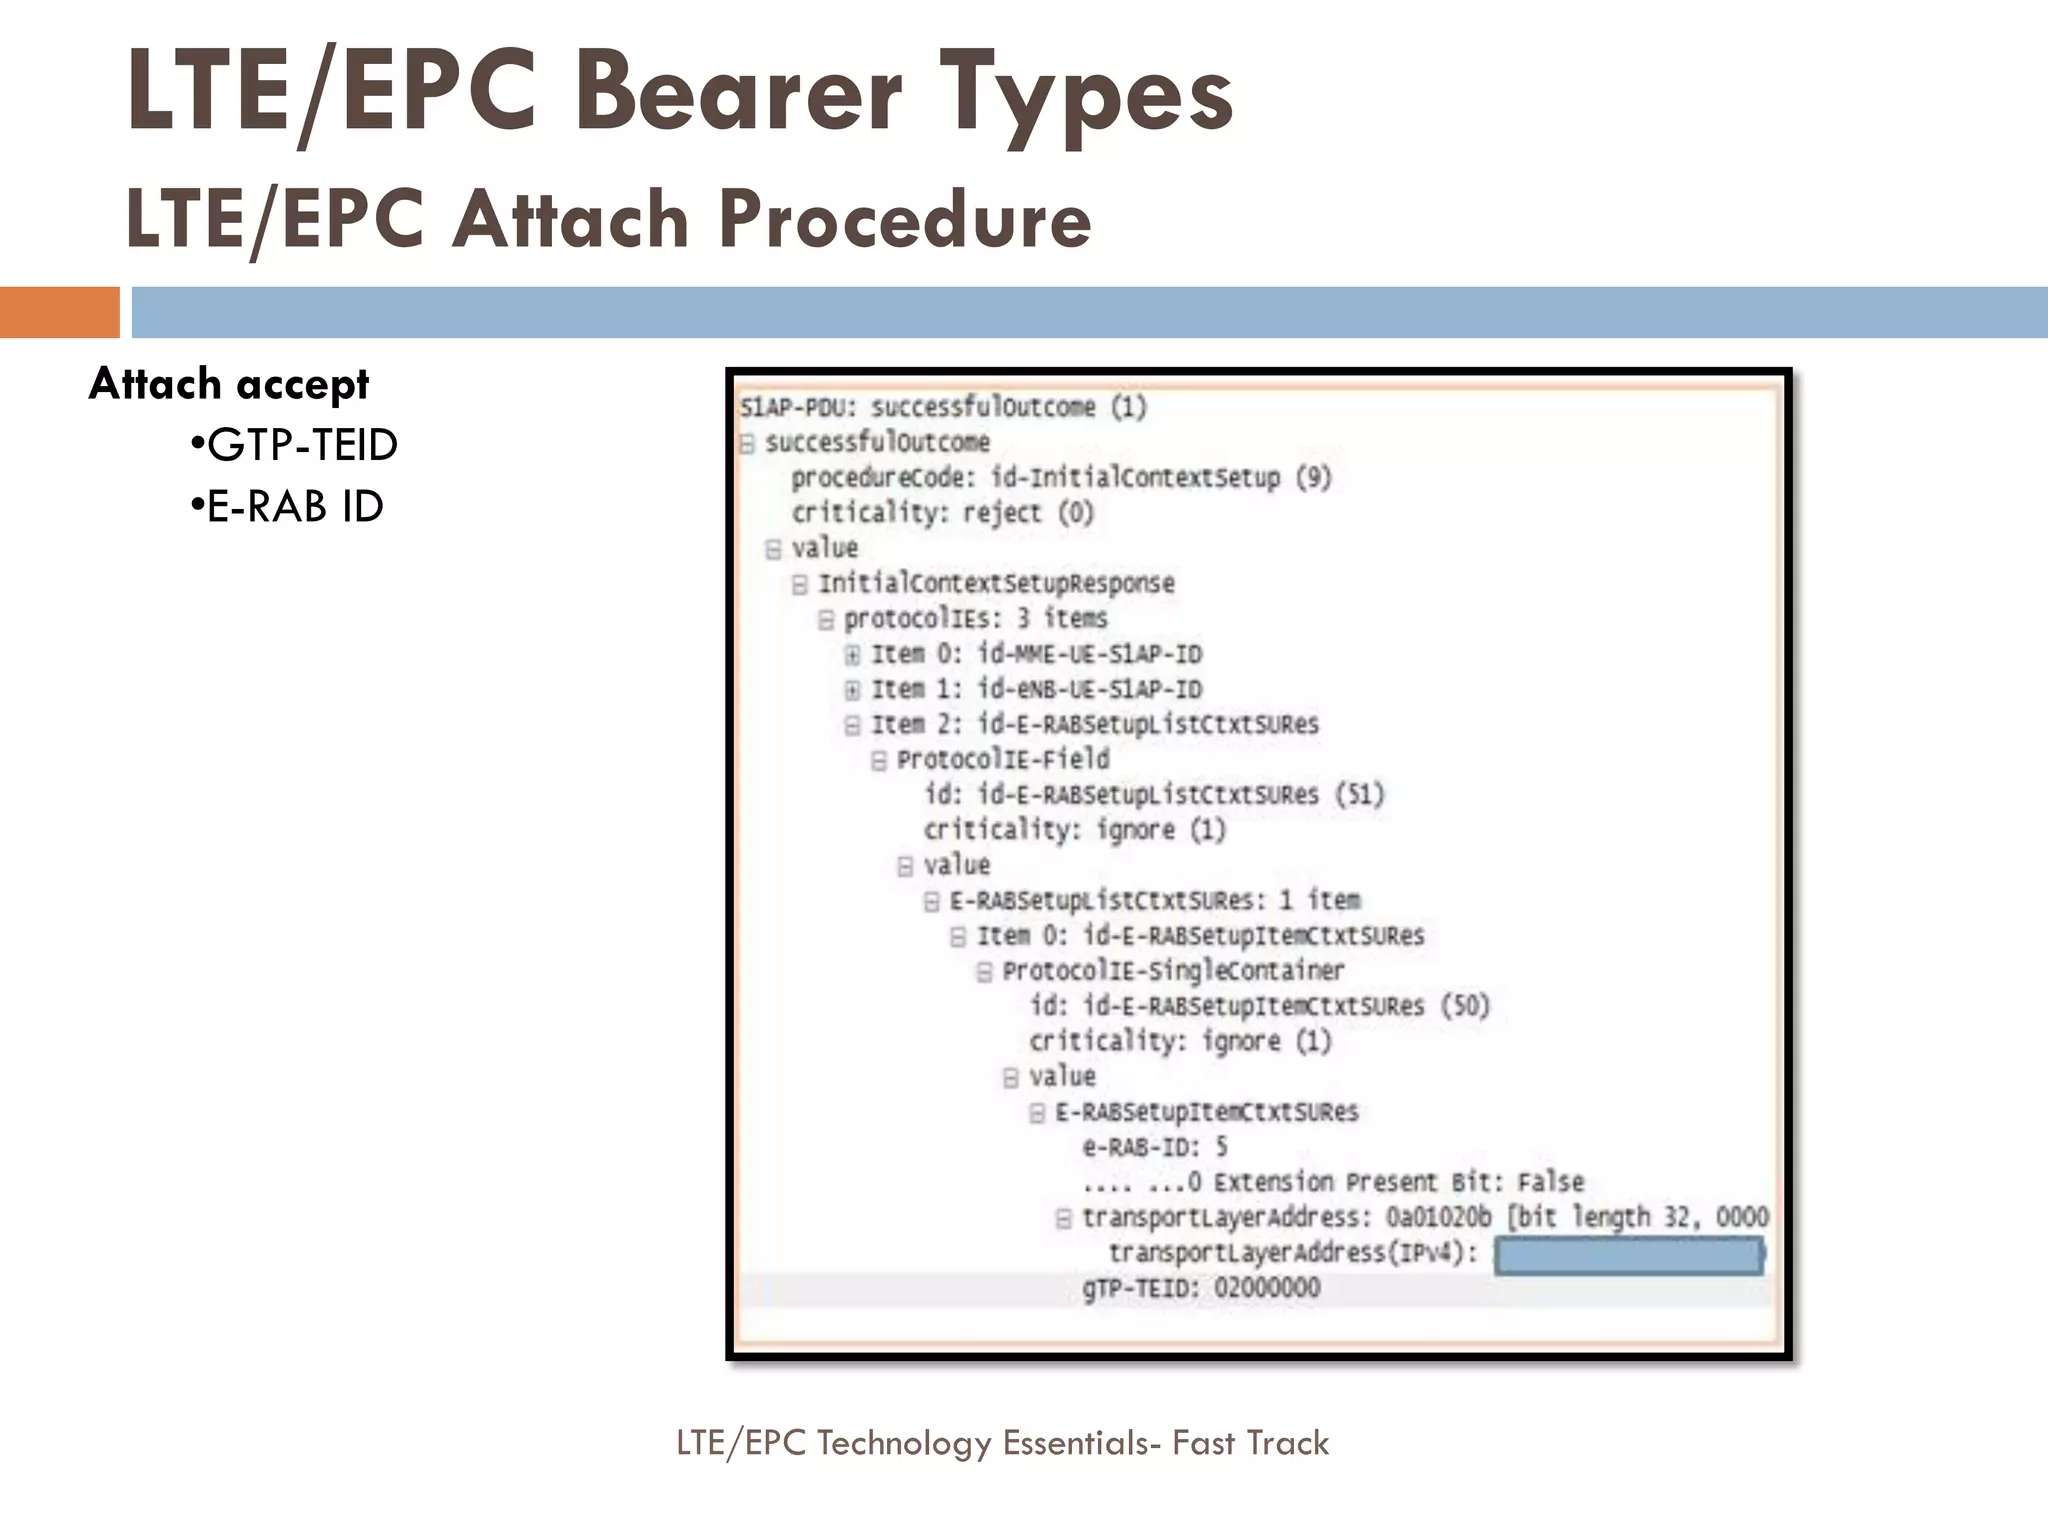 LTE/EPC Bearer Types
LTE/EPC Attach Procedure
Attach accept
•GTP-TEID
•E-RAB ID
S1AP-PDU: successfulOutcome (1)
successfulOutcome
procedureCode: id-InitialContextSetup (9)
criticality: reject (0)
value
InitialContextSetupResponse
protocolIEs: 3 items
Item 0: id-MME-UE-S1AP-ID
Item 1: id-eNB-UE-S1AP-ID
Item 2: id-E-RABSetupListCtxtSURes
ProtocolIE-Field
id: id-E-RABSetupListCtxtSURes (51)
criticality: ignore (1)
value
E-RABSetupListCtxtSURes: 1 item
Item 0: id-E-RABSetupItemCtxtSURes
ProtocolIE-SingleContainer
id: id-E-RABSetupItemCtxtSURes (50)
criticality: ignore (1)
value
E-RABSetupItemCtxtSURes
e-RAB-ID: 5
.... ...0 Extension Present Bit: False
transportLayerAddress: 0a01020b [bit length 32, 0000
transportLayerAddress(IPv4):
gTP-TEID: 02000000
LTE/EPC Technology Essentials- Fast Track